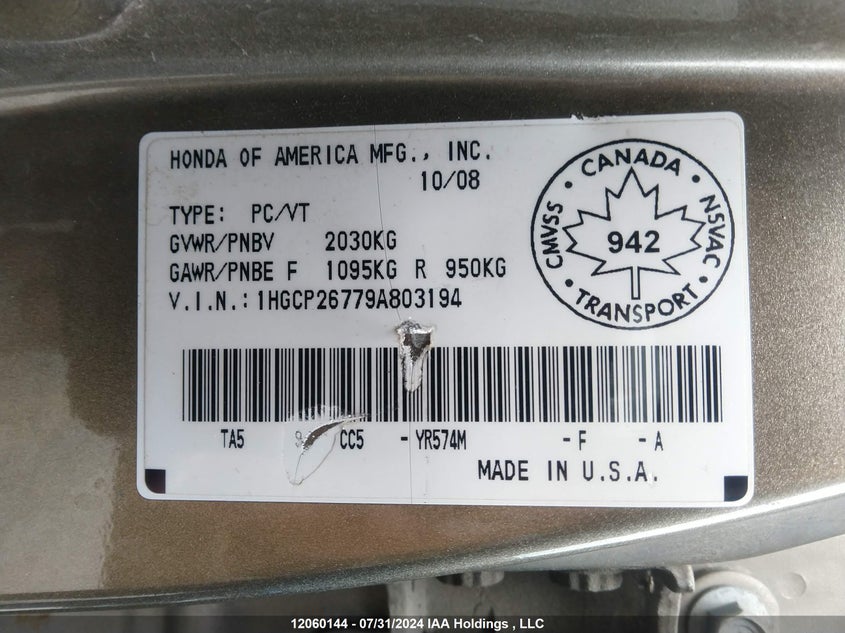 HONDA OF AMERICA MFG., INC.
10/08
TYPE: PC/VT
GVWR/PNBV 2030KG
GAWR/PNBE F 1095KG R 950KG
V.I.N.: 1HGCP26779A803194
CANADA
CMVSS
NSVAC
942
TRANSPORT
TA5 CC5 - YR574M - F - A
MADE IN U.S.A.
12060144 - 07/31/2024 IAA Holdings , LLC